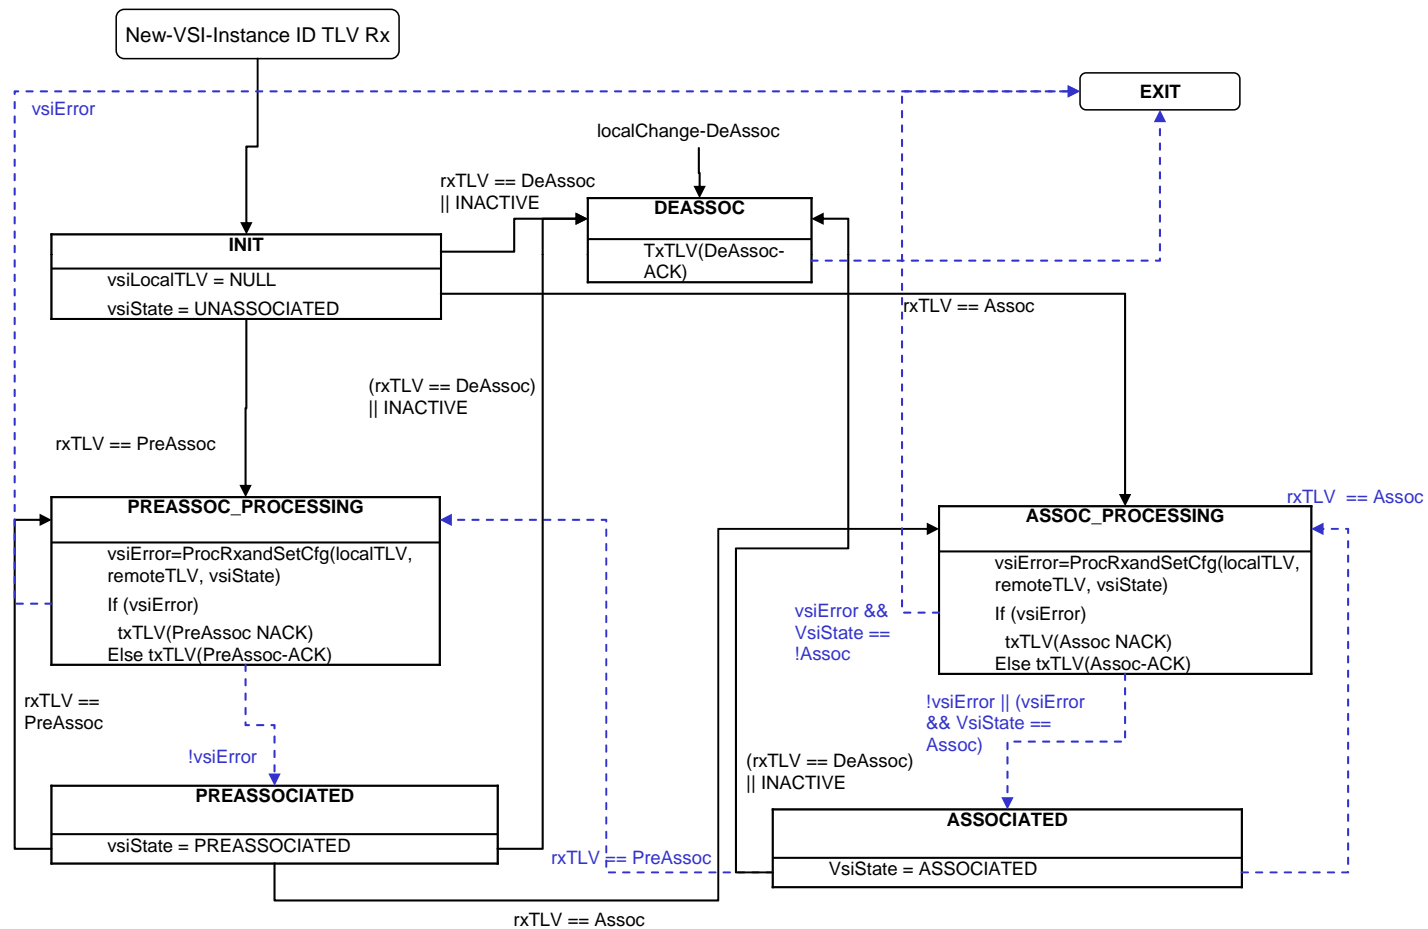 New-VSI-Instance ID TLV Rx
EXIT
vsiError
localChange-DeAssoc
rxTLV == DeAssoc
|| INACTIVE
DEASSOC
TxTLV(DeAssoc-
ACK)
INIT
vsiLocalTLV = NULL
vsiState = UNASSOCIATED
rxTLV == Assoc
(rxTLV == DeAssoc)
|| INACTIVE
rxTLV == PreAssoc
PREASSOC_PROCESSING
vsiError=ProcRxandSetCfg(localTLV,
remoteTLV, vsiState)
If (vsiError)
txTLV(PreAssoc NACK)
Else txTLV(PreAssoc-ACK)
rxTLV == Assoc
ASSOC_PROCESSING
vsiError=ProcRxandSetCfg(localTLV,
remoteTLV, vsiState)
If (vsiError)
txTLV(Assoc NACK)
Else txTLV(Assoc-ACK)
vsiError &&
VsiState ==
!Assoc
rxTLV ==
PreAssoc
!vsiError
!vsiError || (vsiError
&& VsiState ==
Assoc)
(rxTLV == DeAssoc)
|| INACTIVE
PREASSOCIATED
vsiState = PREASSOCIATED
ASSOCIATED
VsiState = ASSOCIATED
rxTLV == PreAssoc
rxTLV == Assoc